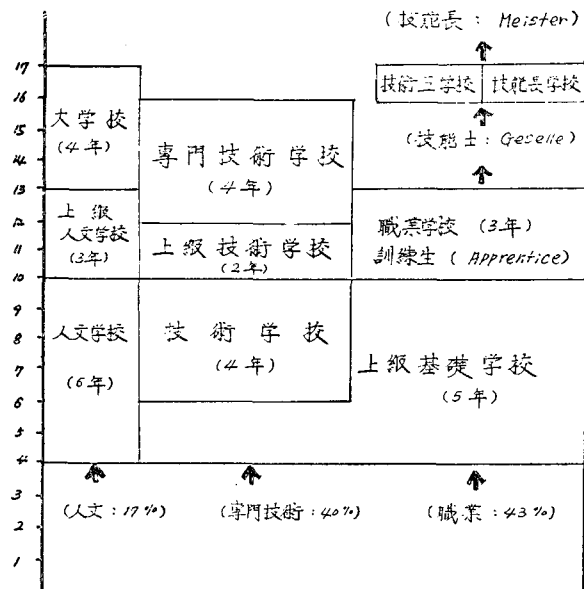 (技能長: Meister)
17
技術工学校
技能長学校
16
大学校
(4年)
15
専門技術学校
(4年)
(技能士: Geselle)
14
13
上級
人文学校
(3年)
12
職業学校 (3年)
訓練生 (Apprentice)
11
上級技術学校
(2年)
10
9
人文学校
(6年)
8
技術学校
(4年)
7
上級基礎学校
(5年)
6
5
4
3
(人文:17%)
(専門技術:40%)
(職業:43%)
2
1